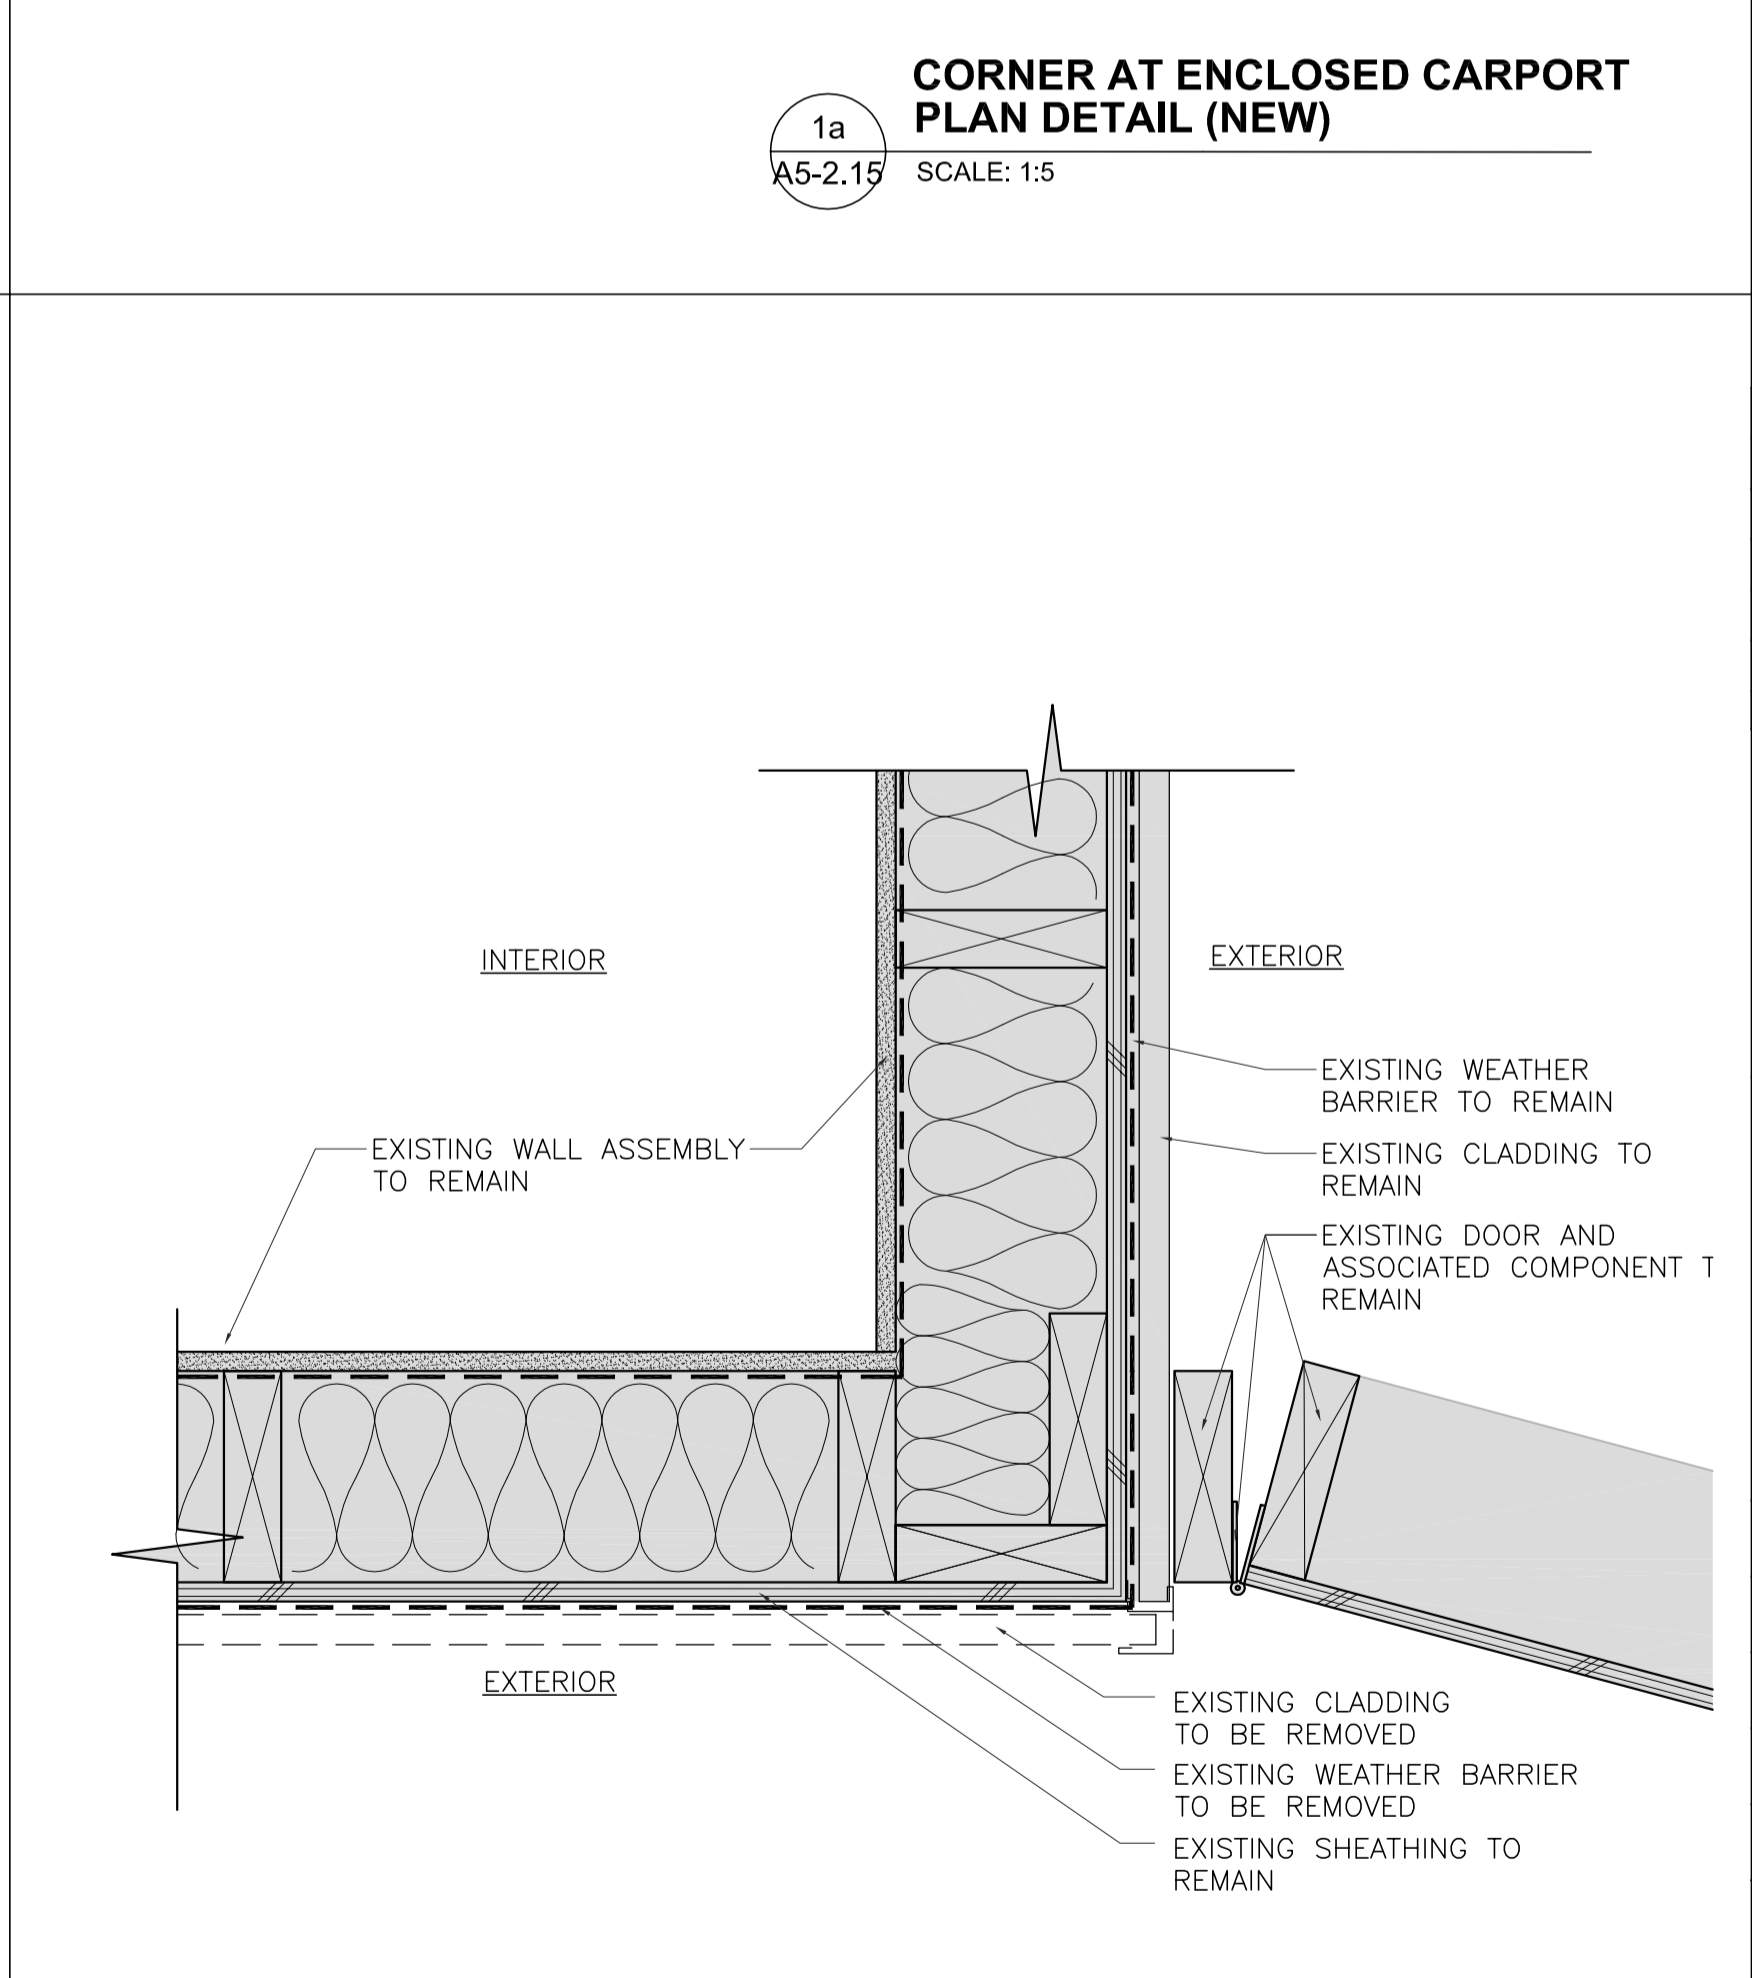 CORNER AT ENCLOSED CARPORT
PLAN DETAIL (NEW)
1a
A5-2.15
SCALE: 1:5
INTERIOR
EXTERIOR
EXISTING WEATHER
BARRIER TO REMAIN
EXISTING WALL ASSEMBLY
TO REMAIN
EXISTING CLADDING TO
REMAIN
EXISTING DOOR AND
ASSOCIATED COMPONENT T
REMAIN
EXTERIOR
EXISTING CLADDING
TO BE REMOVED
EXISTING WEATHER BARRIER
TO BE REMOVED
EXISTING SHEATHING TO
REMAIN